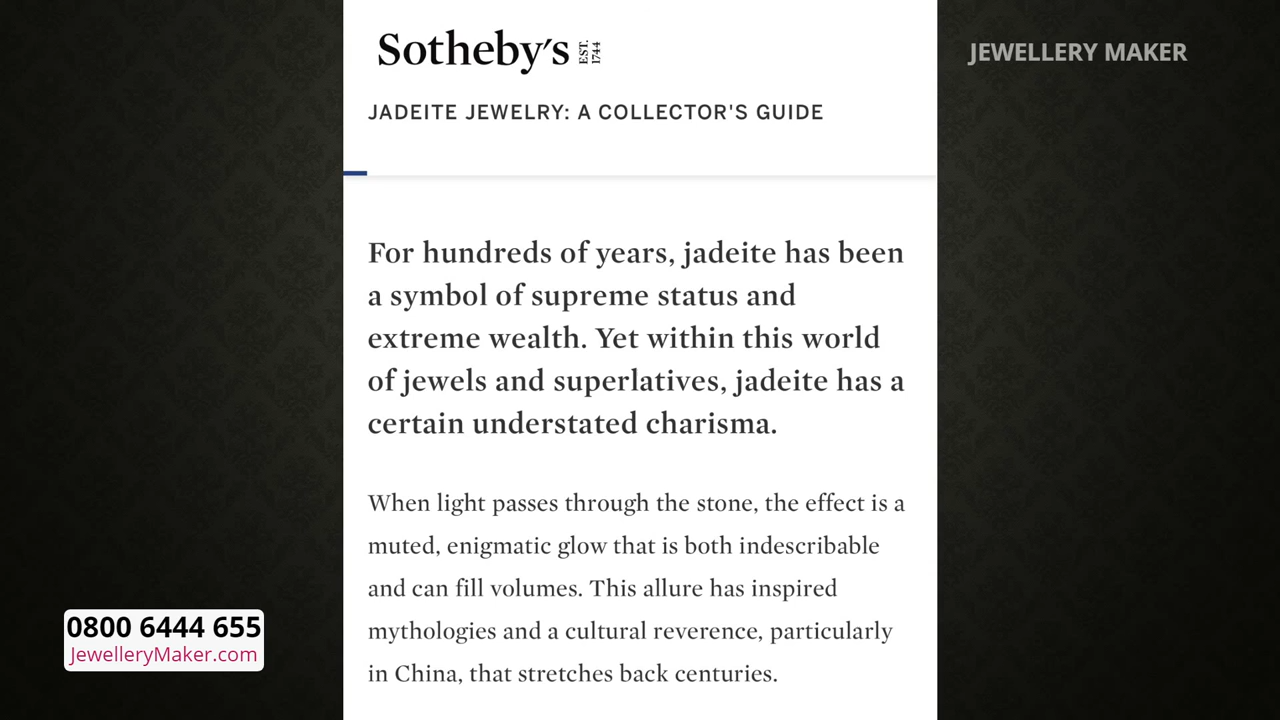 Sotheby's EST. 1744
JEWELLERY MAKER
JADEITE JEWELRY: A COLLECTOR'S GUIDE
For hundreds of years, jadeite has been
a symbol of supreme status and
extreme wealth. Yet within this world
of jewels and superlatives, jadeite has a
certain understated charisma.
When light passes through the stone, the effect is a
muted, enigmatic glow that is both indescribable
and can fill volumes. This allure has inspired
mythologies and a cultural reverence, particularly
in China, that stretches back centuries.
0800 6444 655
JewelleryMaker.com